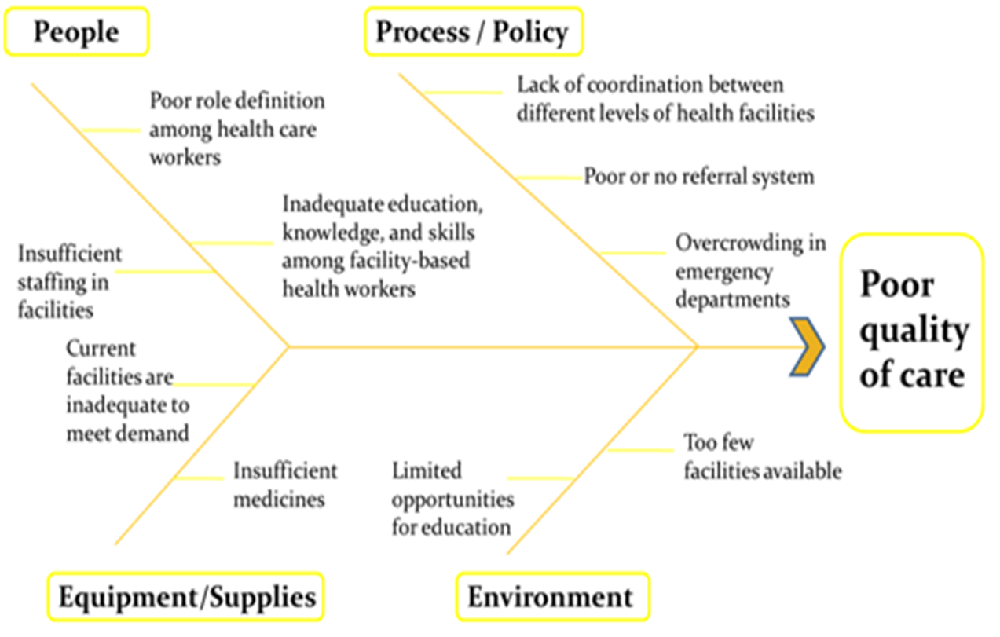 People
Process / Policy
Poor role definition
among health care
workers
Inadequate education,
knowledge, and skills
among facility-based
health workers
Insufficient
staffing in
facilities
Lack of coordination between
different levels of health facilities
Poor or no referral system
Overcrowding in
emergency
departments
Poor
quality
of care
Current
facilities are
inadequate to
meet demand
Insufficient
medicines
Limited
opportunities
for education
Too few
facilities available
Equipment/Supplies
Environment